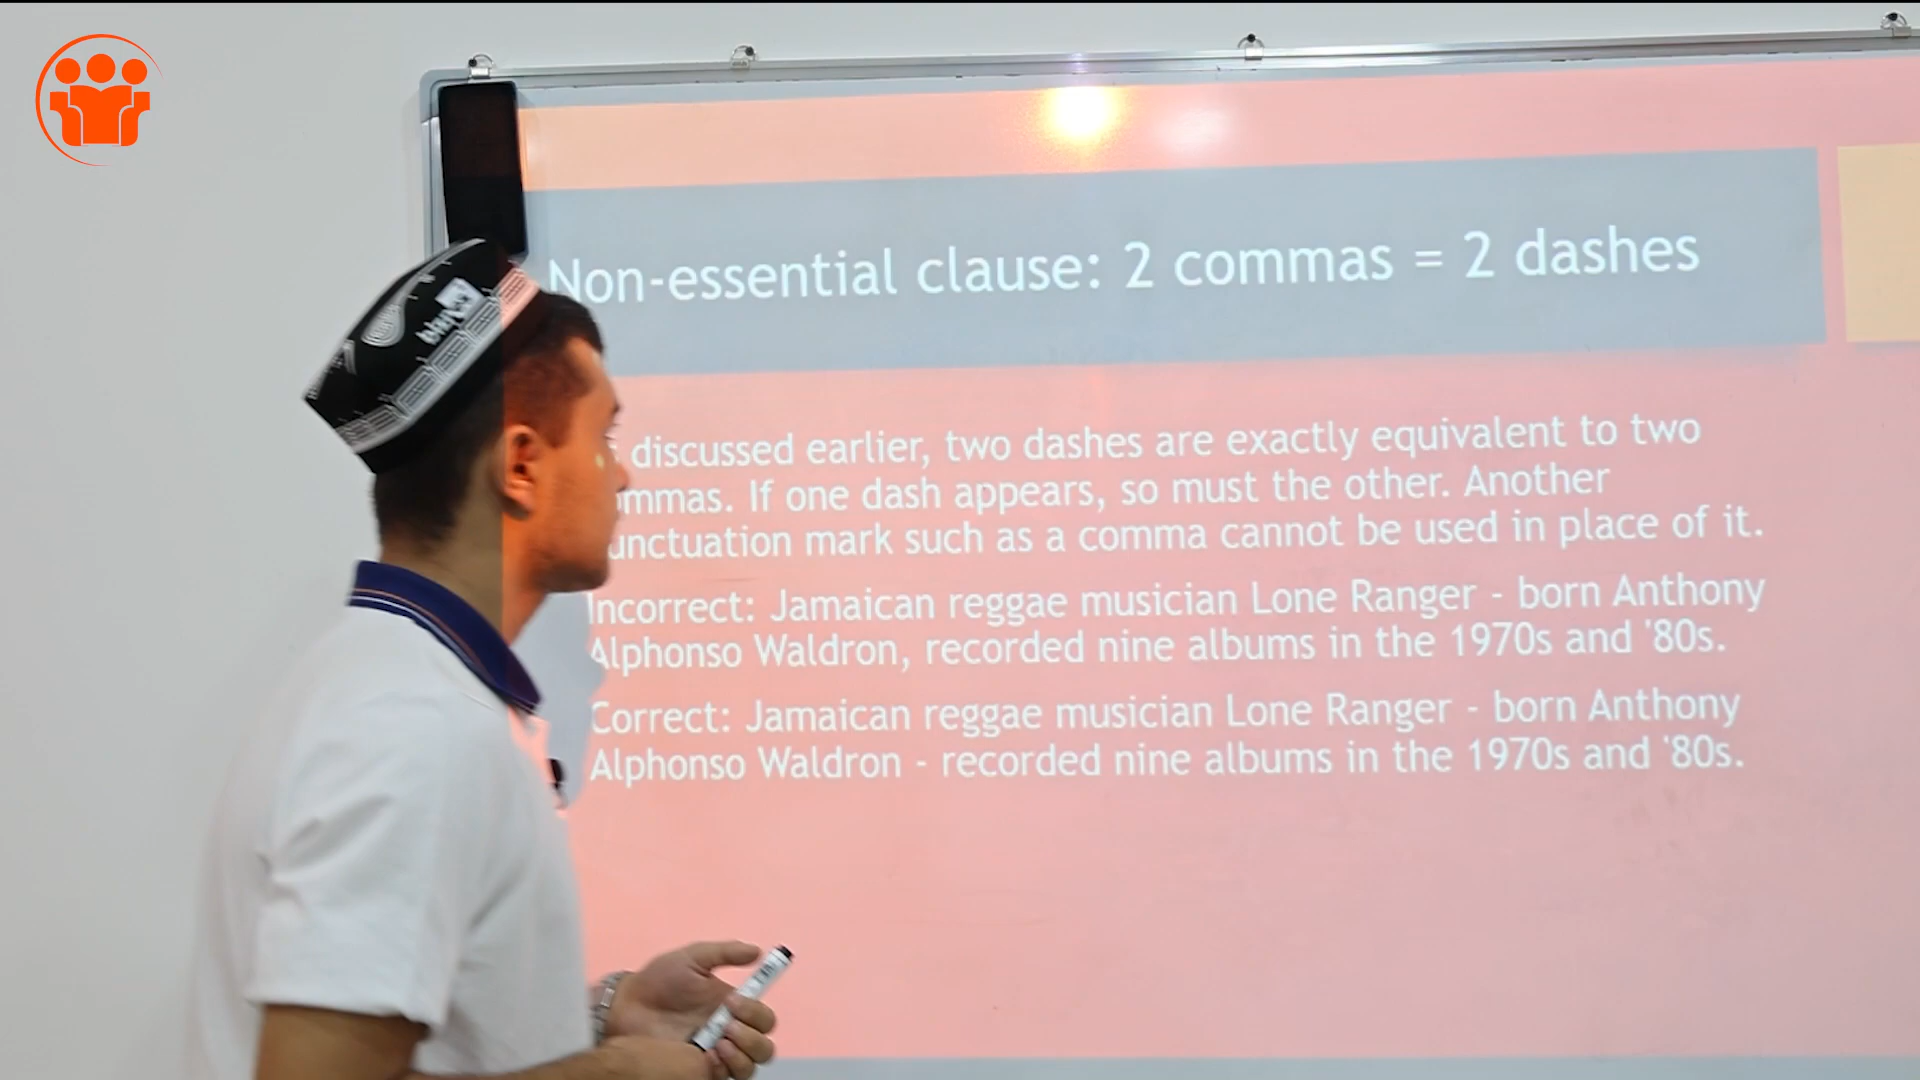 Non-essential clause: 2 commas = 2 dashes
discussed earlier, two dashes are exactly equivalent to two
mmas. If one dash appears, so must the other. Another
unctuation mark such as a comma cannot be used in place of it.
Incorrect: Jamaican reggae musician Lone Ranger - born Anthony
Alphonso Waldron, recorded nine albums in the 1970s and '80s.
Correct: Jamaican reggae musician Lone Ranger - born Anthony
Alphonso Waldron - recorded nine albums in the 1970s and '80s.